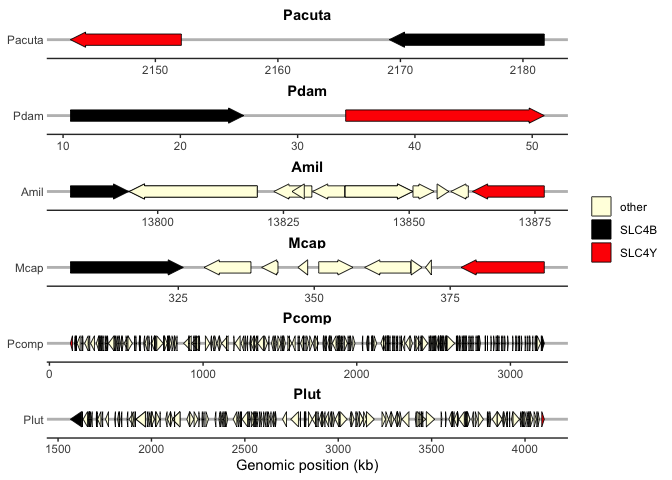 Pacuta
Pacuta
2150 2160 2170 2180
Pdam
Pdam
10 20 30 40 50
Amil
Amil
13800 13825 13850 13875
Mcap
Mcap
325 350 375
Pcomp
Pcomp
0 1000 2000 3000
Plut
Plut
1500 2000 2500 3000 3500 4000
Genomic position (kb)
other
SLC4B
SLC4Y